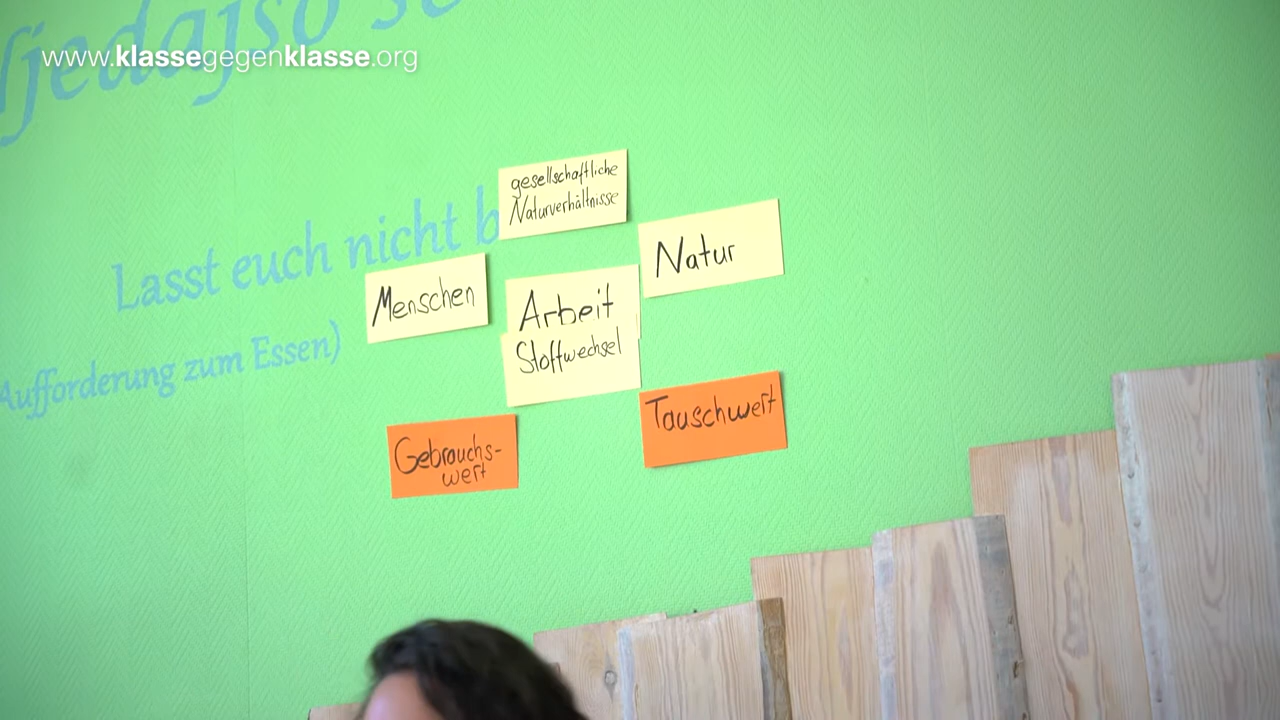 www.klassegegenklasse.org
gesellschaftliche
Naturverhältnisse
Natur
Lasst euch nicht
Menschen
Arbeit
Stoffwechsel
Aufforderung zum Essen)
Tauschwert
Gebrauchs-
wert